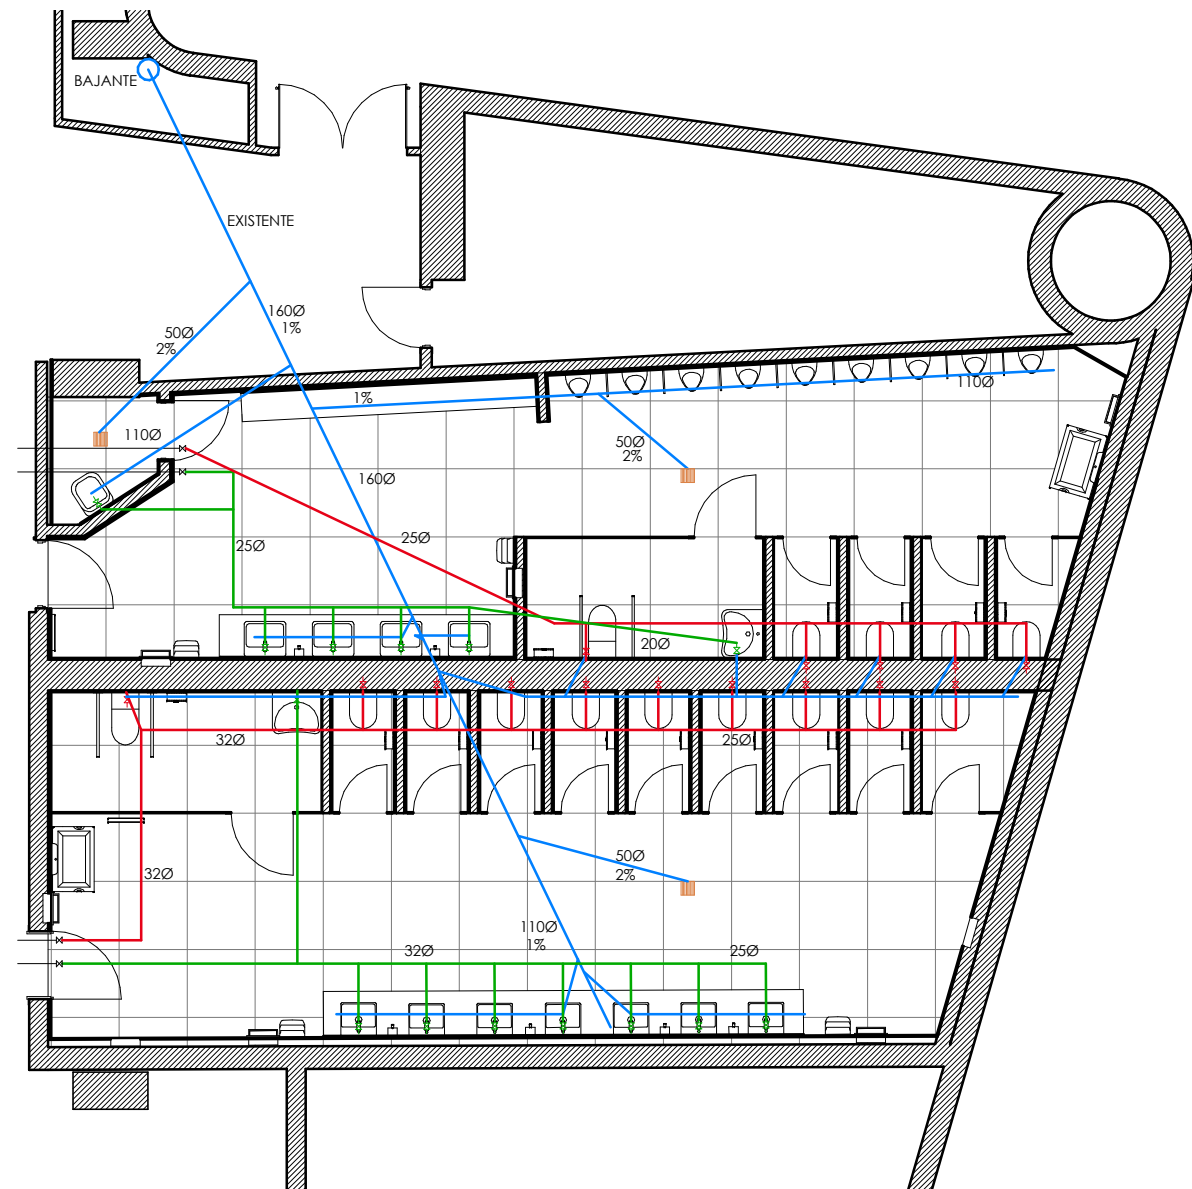 BAJANTE
EXISTENTE
160Ø
1%
50Ø
2%
1%
110Ø
110Ø
50Ø
2%
160Ø
25Ø
25Ø
20Ø
32Ø
25Ø
50Ø
2%
32Ø
110Ø
1%
32Ø
25Ø